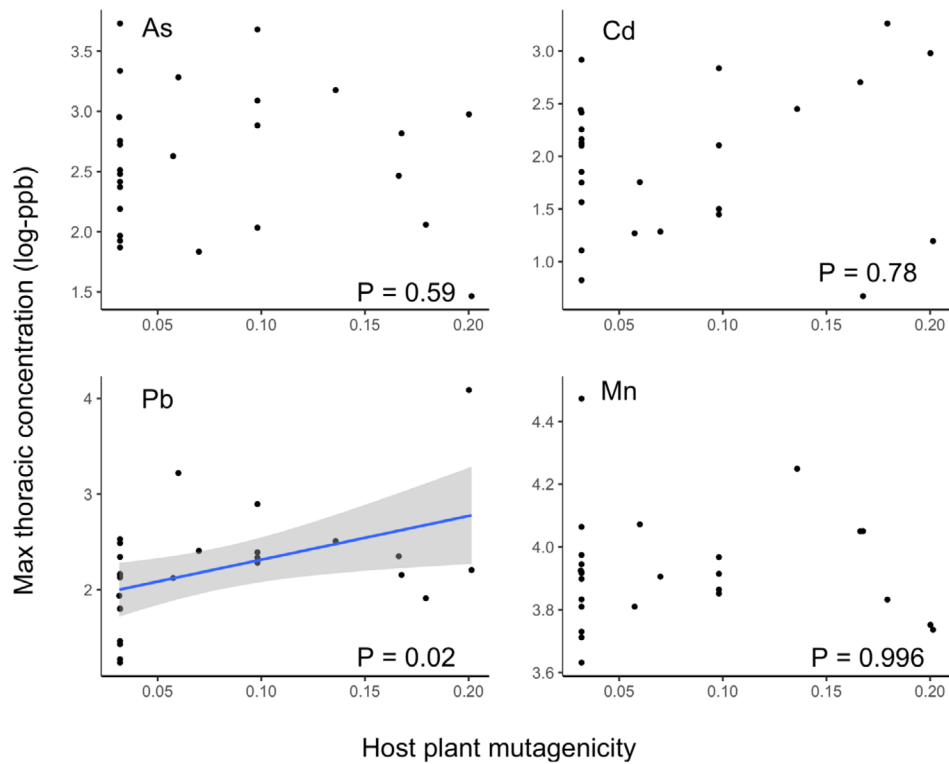 Max thoracic concentration (log-ppb)
As
3.5
3.0
2.5
2.0
1.5
P = 0.59
0.05 0.10 0.15 0.20
Cd
3.0
2.5
2.0
1.5
1.0
P = 0.78
0.05 0.10 0.15 0.20
Pb
4
3
2
P = 0.02
0.05 0.10 0.15 0.20
Mn
4.4
4.2
4.0
3.8
3.6
P = 0.996
0.05 0.10 0.15 0.20
Host plant mutagenicity